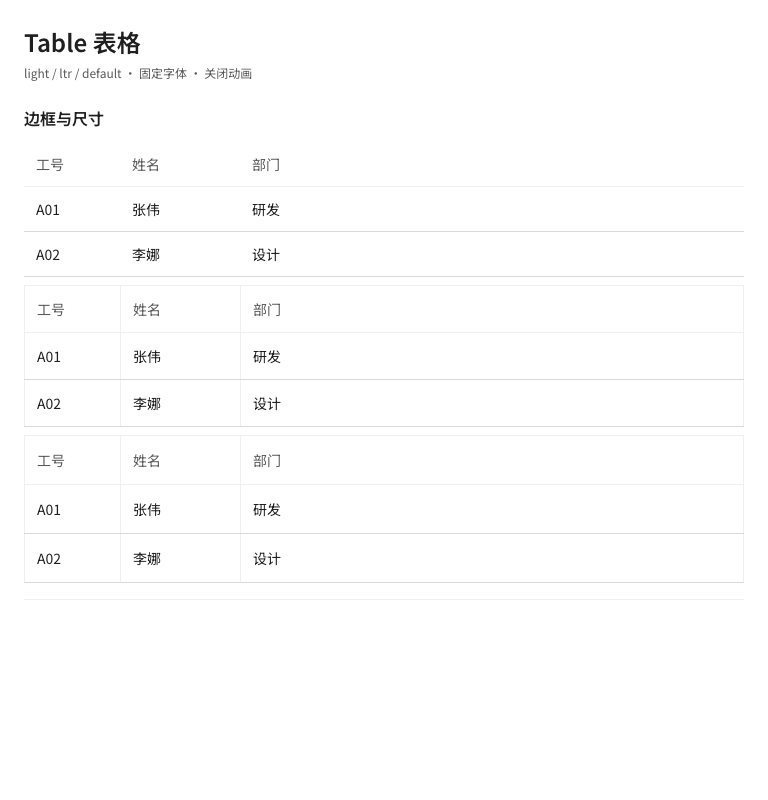 Table 表格
light / ltr / default • 固定字体 • 关闭动画
边框与尺寸
工号 姓名 部门
A01 张伟 研发
A02 李娜 设计
工号 姓名 部门
A01 张伟 研发
A02 李娜 设计
工号 姓名 部门
A01 张伟 研发
A02 李娜 设计